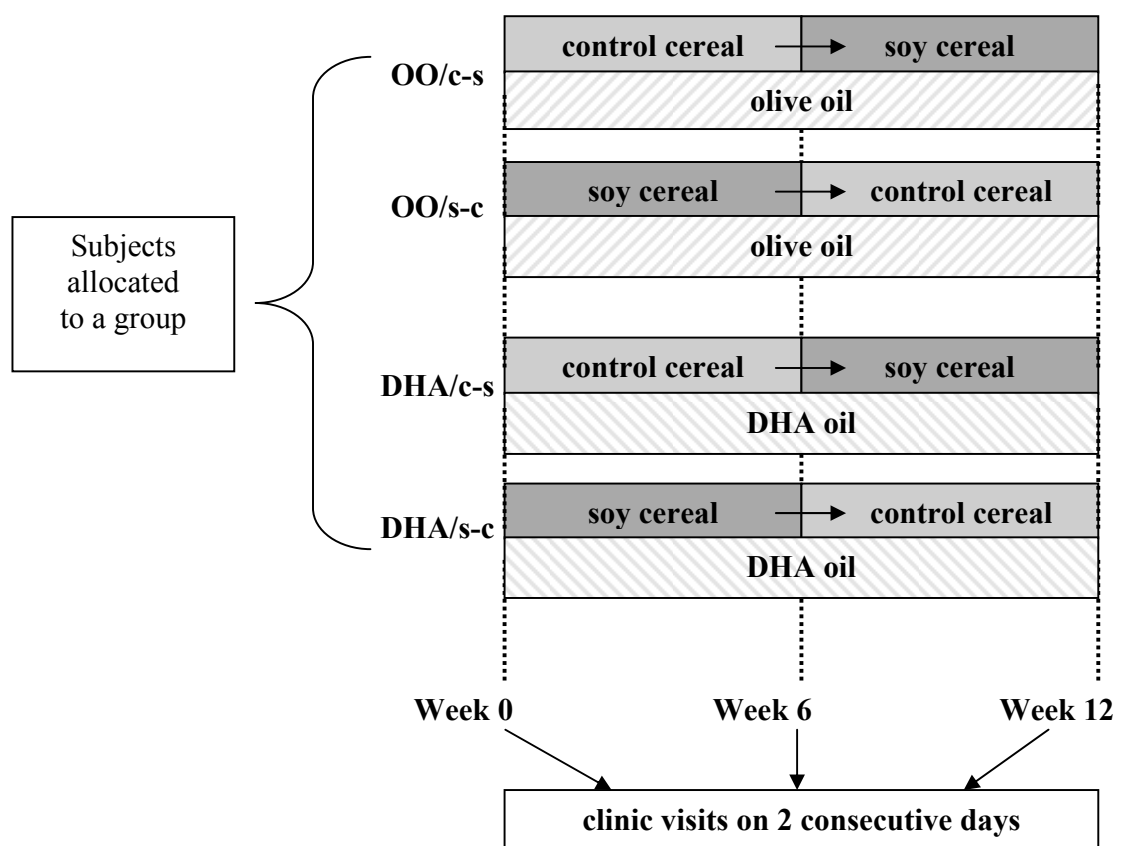 control cereal
soy cereal
OO/c-s
olive oil
soy cereal
control cereal
OO/s-c
olive oil
Subjects
allocated
to a group
control cereal
soy cereal
DHA/c-s
DHA oil
soy cereal
control cereal
DHA/s-c
DHA oil
Week 0
Week 6
Week 12
clinic visits on 2 consecutive days